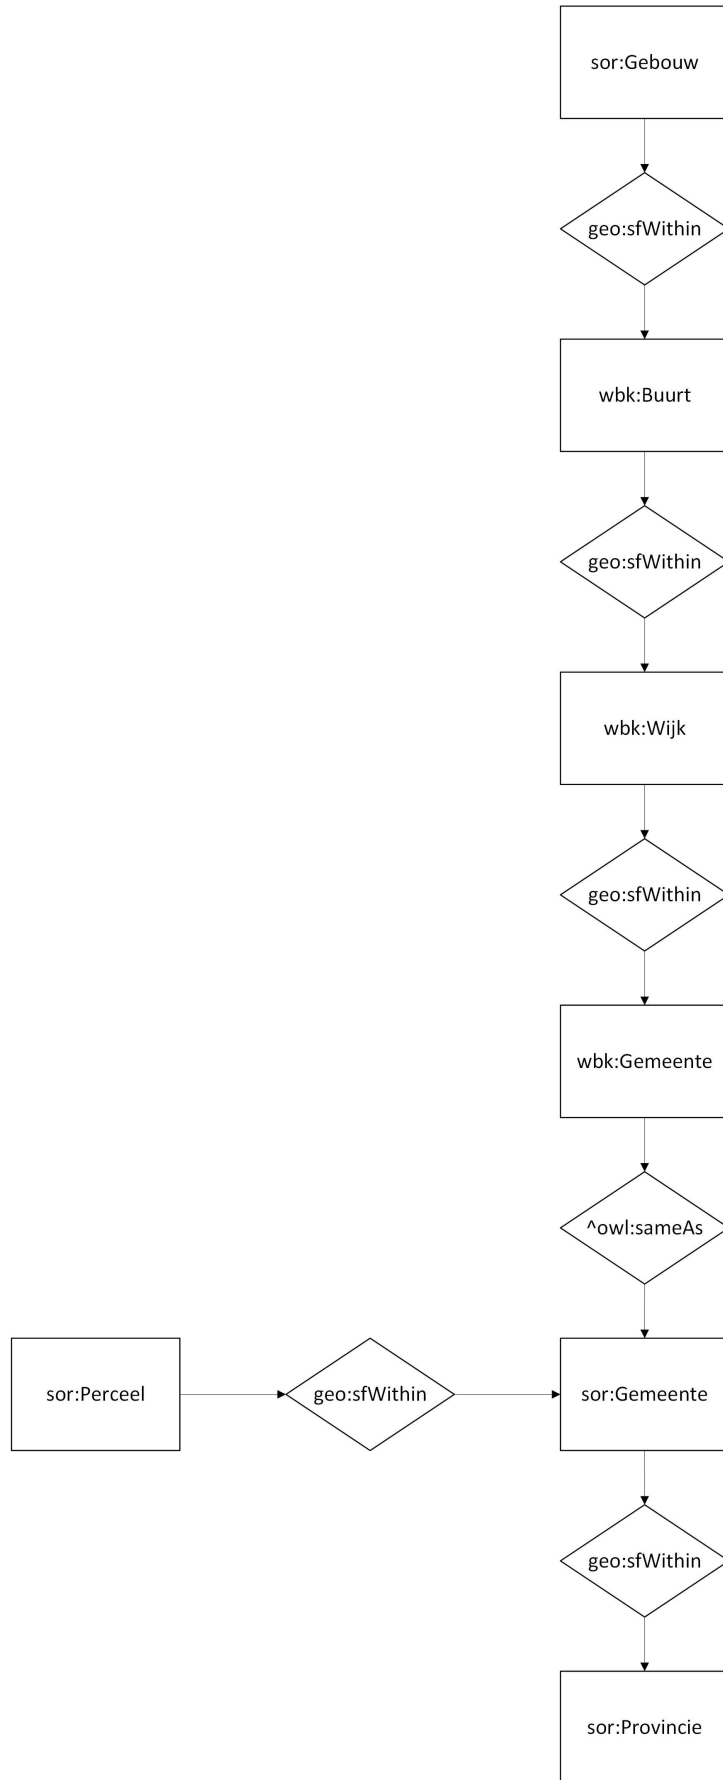 sor:Gebouw
geo:sfWithin
wbk:Buurt
geo:sfWithin
wbk:Wijk
geo:sfWithin
wbk:Gemeente
^owl:sameAs
sor:Perceel
geo:sfWithin
sor:Gemeente
geo:sfWithin
sor:Provincie